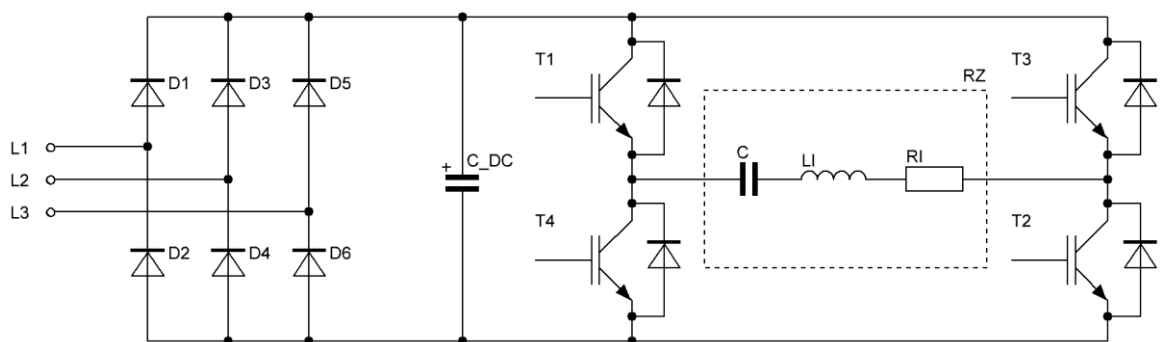 D1
D3
D5
T1
RZ
T3
L1
L2
L3
+
C_DC
C
LI
RI
D2
D4
D6
T4
T2